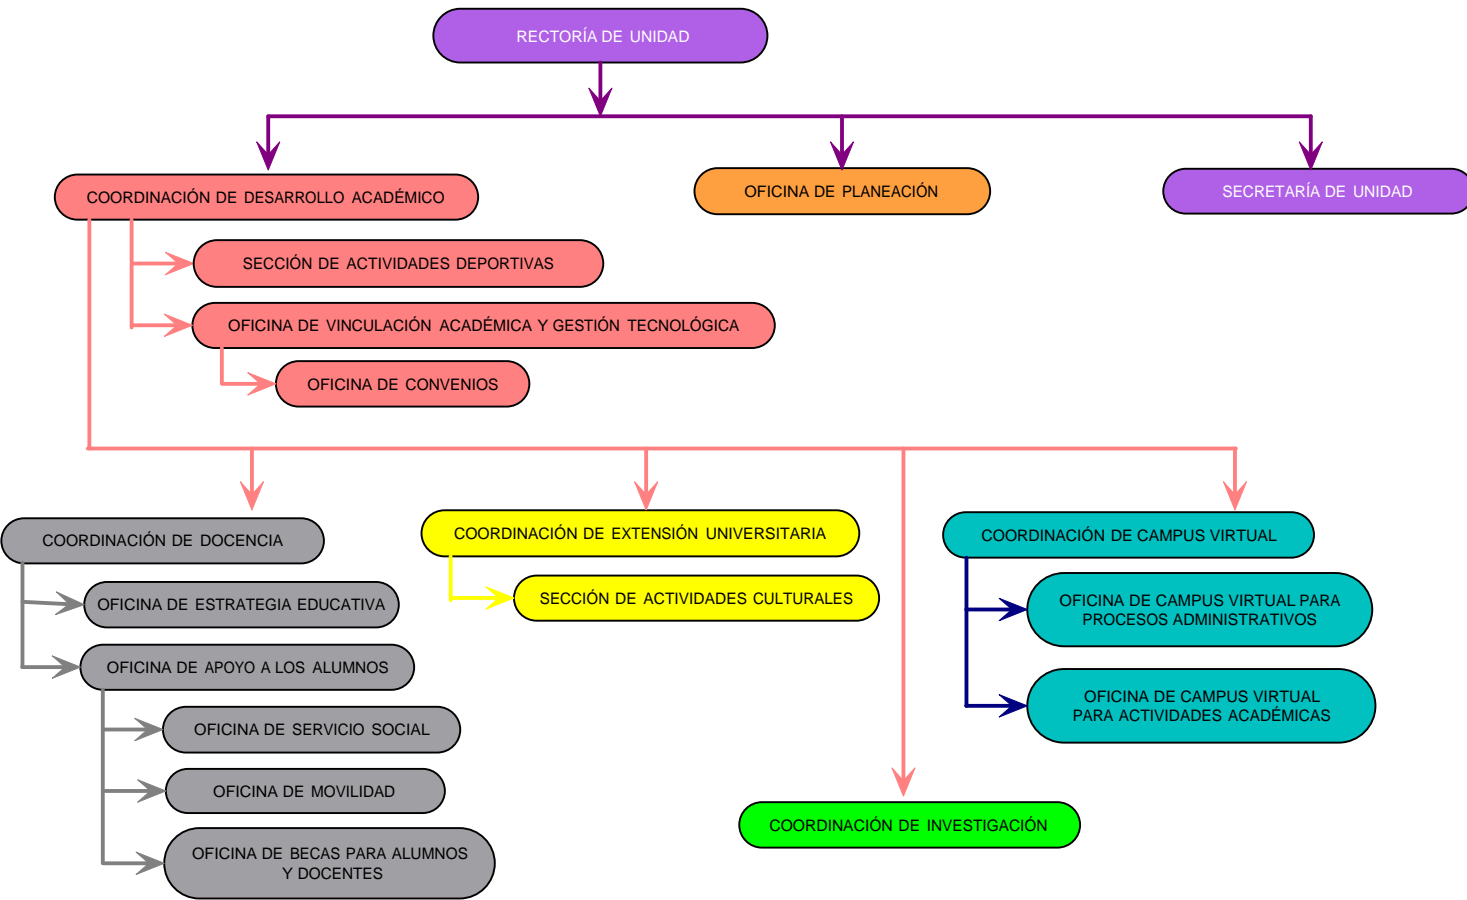 RECTORÍA DE UNIDAD
COORDINACIÓN DE DESARROLLO ACADÉMICO
OFICINA DE PLANEACIÓN
SECRETARÍA DE UNIDAD
SECCIÓN DE ACTIVIDADES DEPORTIVAS
OFICINA DE VINCULACIÓN ACADÉMICA Y GESTIÓN TECNOLÓGICA
OFICINA DE CONVENIOS
COORDINACIÓN DE DOCENCIA
OFICINA DE ESTRATEGIA EDUCATIVA
OFICINA DE APOYO A LOS ALUMNOS
OFICINA DE SERVICIO SOCIAL
OFICINA DE MOVILIDAD
OFICINA DE BECAS PARA ALUMNOS
Y DOCENTES
COORDINACIÓN DE EXTENSIÓN UNIVERSITARIA
SECCIÓN DE ACTIVIDADES CULTURALES
COORDINACIÓN DE INVESTIGACIÓN
COORDINACIÓN DE CAMPUS VIRTUAL
OFICINA DE CAMPUS VIRTUAL PARA
PROCESOS ADMINISTRATIVOS
OFICINA DE CAMPUS VIRTUAL
PARA ACTIVIDADES ACADÉMICAS